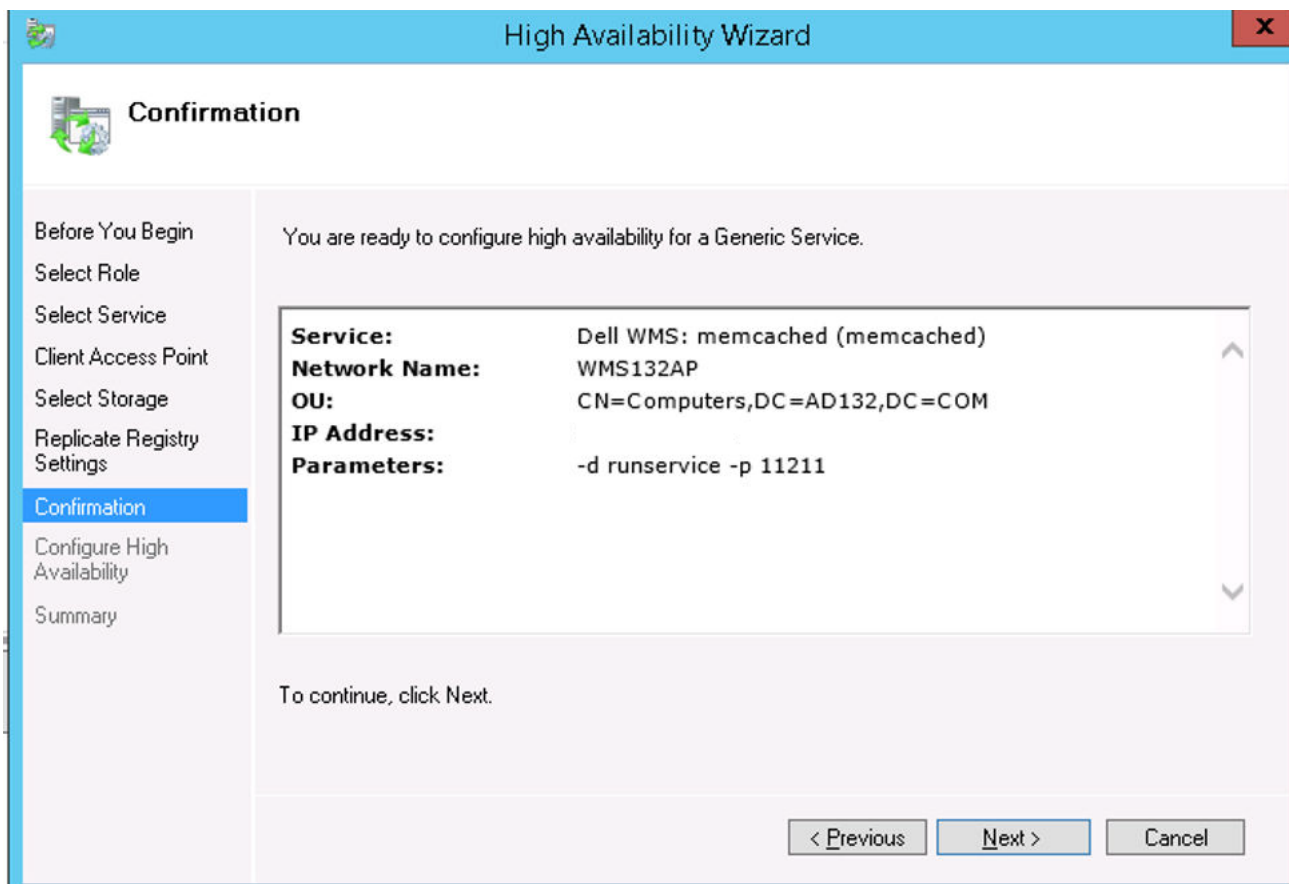 High Availability Wizard
x
Confirmation
Before You Begin
Select Role
Select Service
Client Access Point
Select Storage
Replicate Registry
Settings
Confirmation
Configure High
Availability
Summary
You are ready to configure high availability for a Generic Service.
Service: Dell WMS: memcached (memcached)
Network Name: WMS132AP
OU: CN=Computers,DC=AD132,DC=COM
IP Address:
Parameters: -d runservice -p 11211
To continue, click Next.
< Previous Next > Cancel